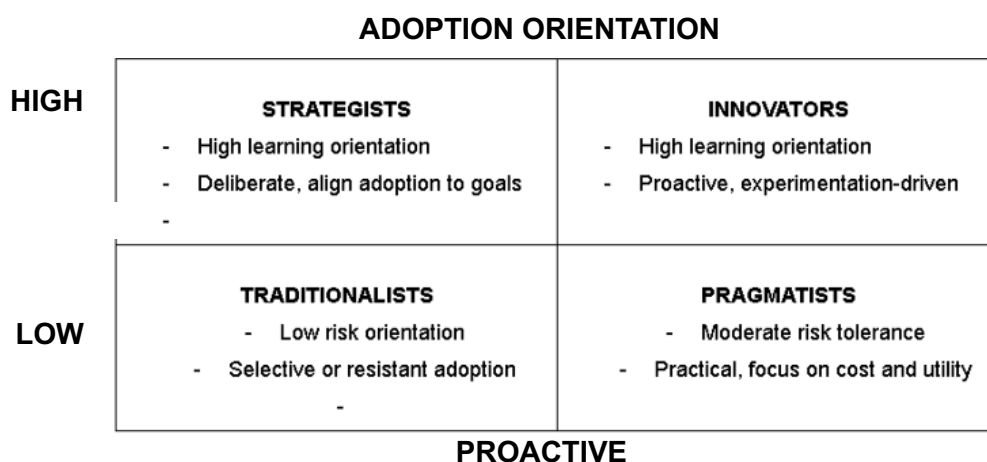 ADOPTION ORIENTATION
HIGH
STRATEGISTS
- High learning orientation
- Deliberate, align adoption to goals
-
INNOVATORS
- High learning orientation
- Proactive, experimentation-driven
LOW
TRADITIONALISTS
- Low risk orientation
- Selective or resistant adoption
-
PRAGMATISTS
- Moderate risk tolerance
- Practical, focus on cost and utility
PROACTIVE